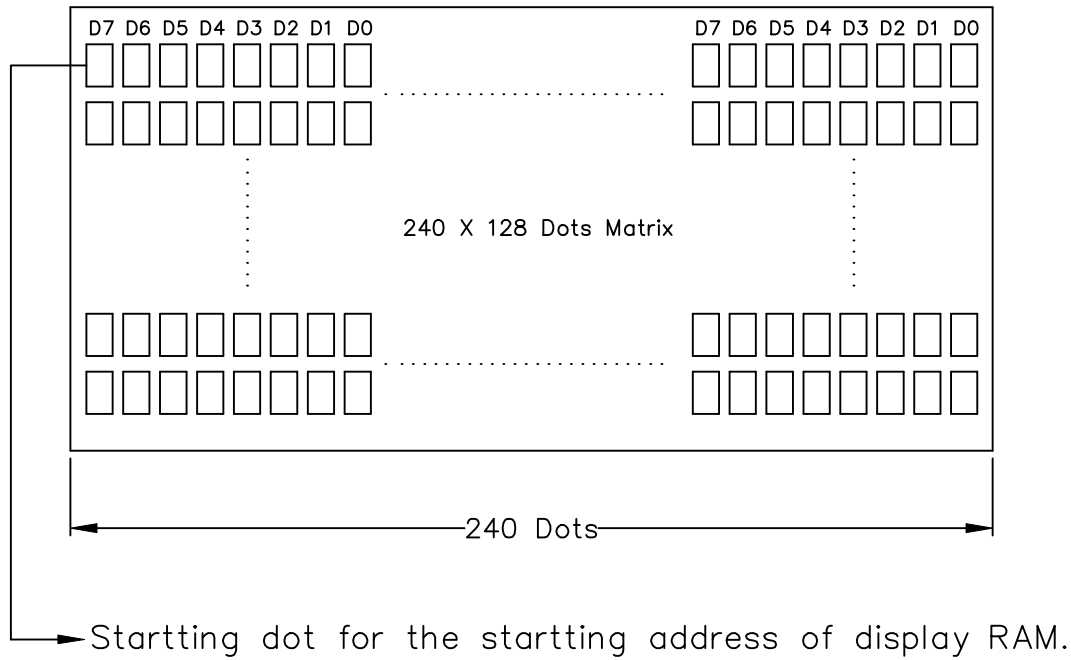 D7 D6 D5 D4 D3 D2 D1 D0 D7 D6 D5 D4 D3 D2 D1 D0
240 X 128 Dots Matrix
240 Dots
Startting dot for the startting address of display RAM.